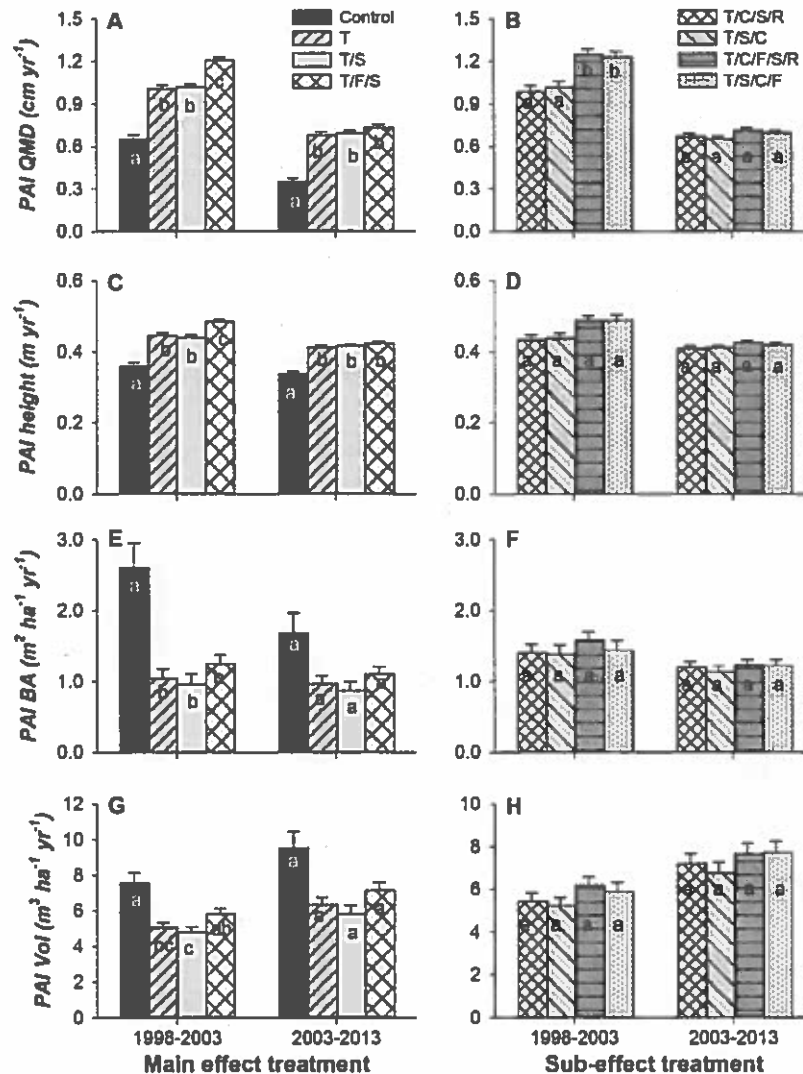 A
Control
T
T/S
T/F/S
PAI QMD (cm yr⁻¹)
1.5
1.2
0.9
0.6
0.3
0.0
a
b
b
c
a
b
b
b
B
T/C/S/R
T/S/C
T/C/F/S/R
T/S/C/F
1.5
1.2
0.9
0.6
0.3
0.0
a
a
b
b
a
a
a
a
C
PAI height (m yr⁻¹)
0.6
0.4
0.2
0.0
a
b
b
c
a
b
b
b
D
0.6
0.4
0.2
0.0
a
a
a
a
a
a
a
a
E
PAI BA (m² ha⁻¹ yr⁻¹)
3.0
2.0
1.0
0.0
a
b
b
b
a
a
a
a
F
3.0
2.0
1.0
0.0
a
a
a
a
a
a
a
a
G
PAI Vol (m³ ha⁻¹ yr⁻¹)
12
10
8
6
4
2
0
a
bc
c
ab
a
a
a
a
1998-2003
2003-2013
Main effect treatment
H
10
8
6
4
2
0
a
a
a
a
a
a
a
a
1998-2003
2003-2013
Sub-effect treatment